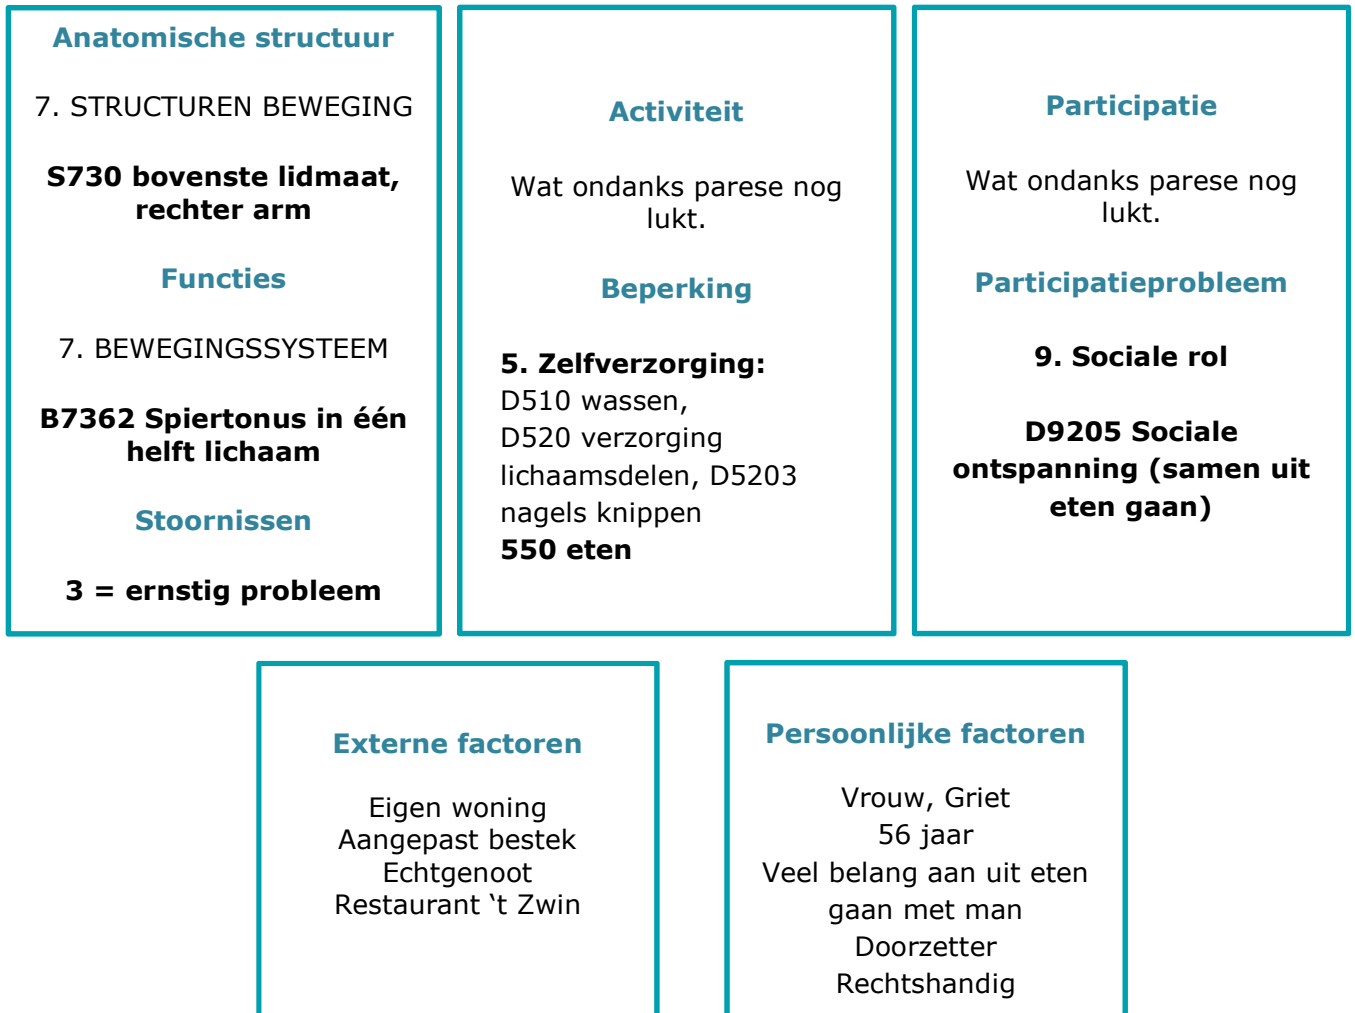 Anatomische structuur
7. STRUCTUREN BEWEGING
S730 bovenste lidmaat,
rechter arm
Functies
7. BEWEGINGSSYSTEEM
B7362 Spiertonus in één
helft lichaam
Stoornissen
3 = ernstig probleem
Activiteit
Wat ondanks parese nog
lukt.
Beperking
5. Zelfverzorging:
D510 wassen,
D520 verzorging
lichaamsdelen, D5203
nagels knippen
550 eten
Participatie
Wat ondanks parese nog
lukt.
Participatieprobleem
9. Sociale rol
D9205 Sociale
ontspanning (samen uit
eten gaan)
Externe factoren
Eigen woning
Aangepast bestek
Echtgenoot
Restaurant ‘t Zwin
Persoonlijke factoren
Vrouw, Griet
56 jaar
Veel belang aan uit eten
gaan met man
Doorzetter
Rechtshandig